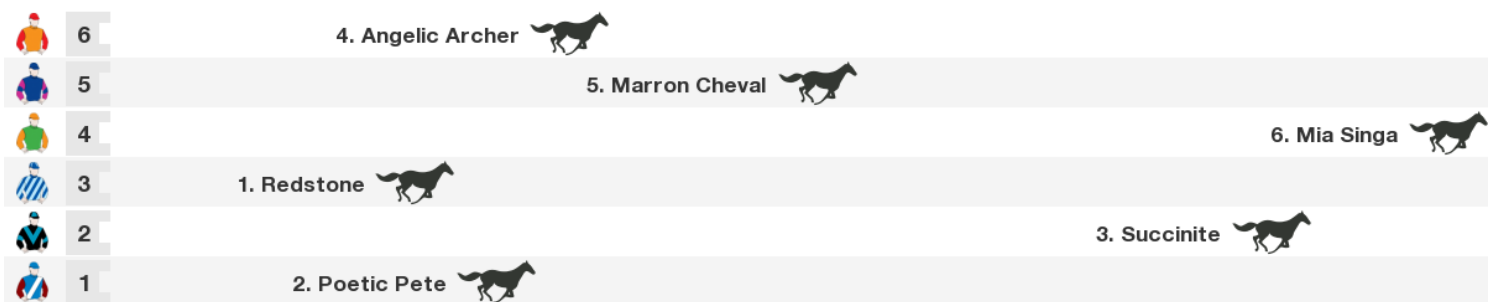 6 4. Angelic Archer
5 5. Marron Cheval
4 6. Mia Singa
3 1. Redstone
2 3. Succinite
1 2. Poetic Pete